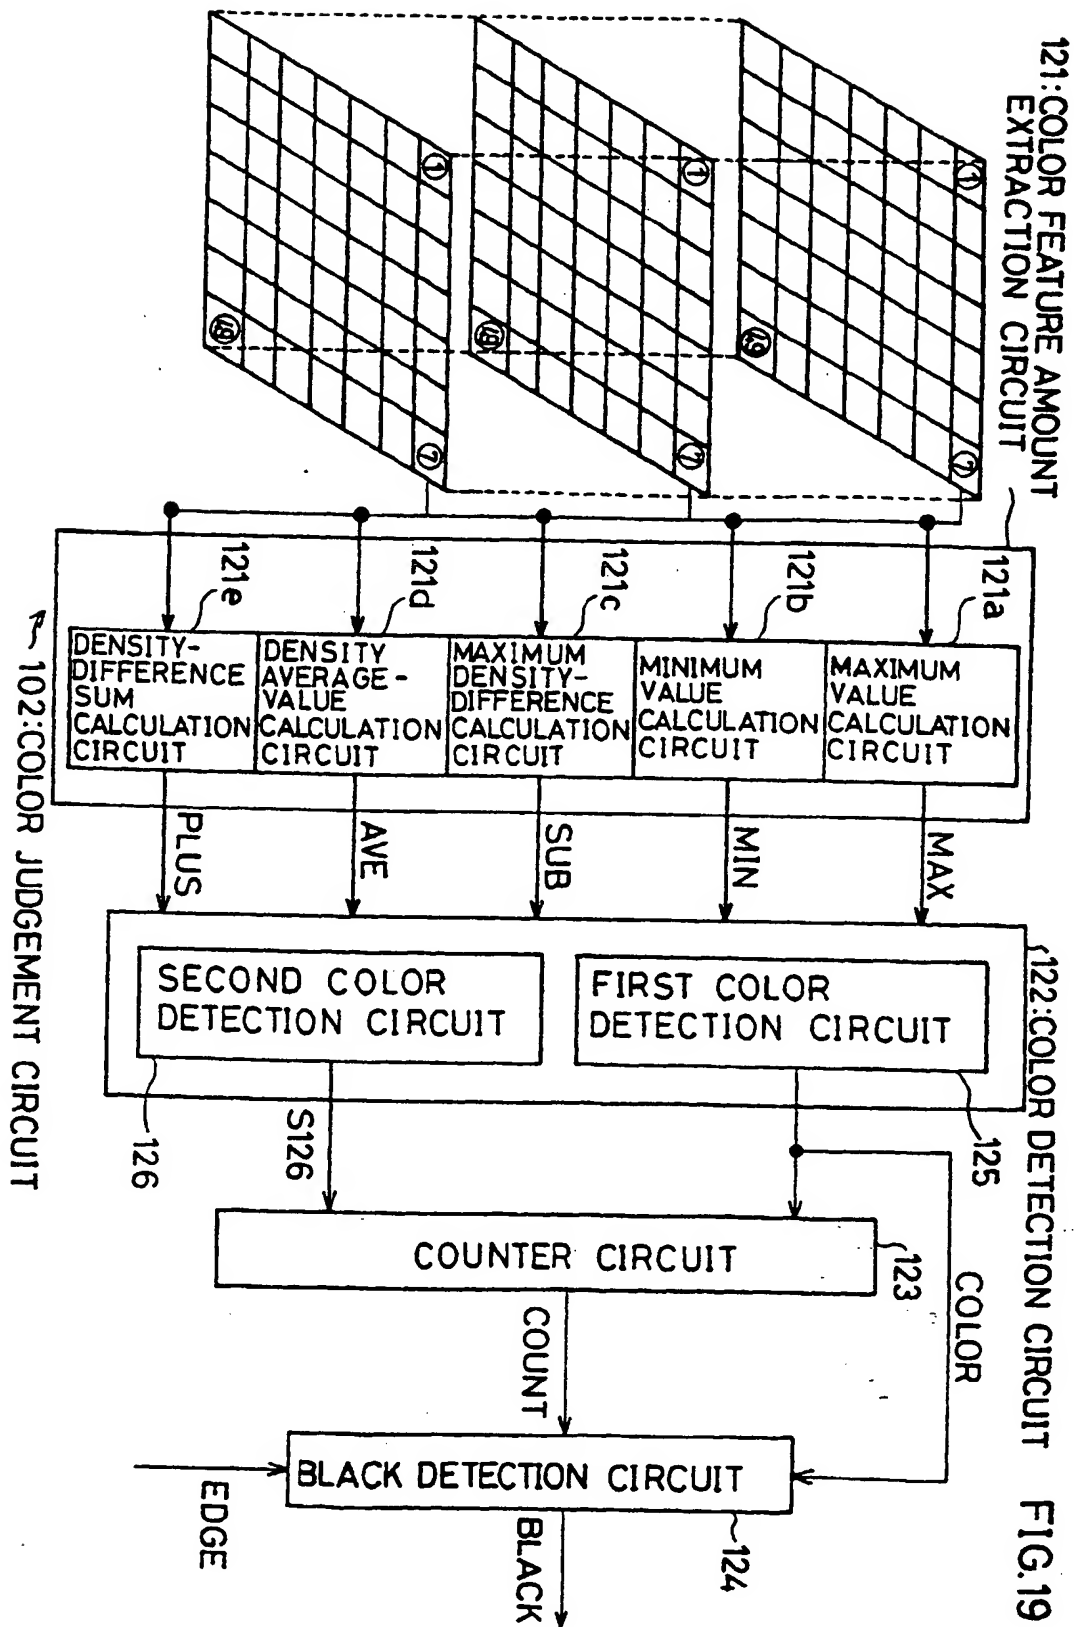 FIG.19
121:COLOR FEATURE AMOUNT
EXTRACTION CIRCUIT
①
⑦
㊾
①
⑦
①
⑦
121a
121b
121c
121d
121e
MAXIMUM
VALUE
CALCULATION
CIRCUIT
MINIMUM
VALUE
CALCULATION
CIRCUIT
MAXIMUM
DENSITY-
DIFFERENCE
CALCULATION
CIRCUIT
DENSITY
AVERAGE-
VALUE
CALCULATION
CIRCUIT
DENSITY-
DIFFERENCE
SUM
CALCULATION
CIRCUIT
MAX
MIN
SUB
AVE
PLUS
122:COLOR DETECTION CIRCUIT
FIRST COLOR
DETECTION CIRCUIT
125
SECOND COLOR
DETECTION CIRCUIT
126
S126
COLOR
COUNTER CIRCUIT
123
COUNT
BLACK DETECTION CIRCUIT
124
EDGE
BLACK
102:COLOR JUDGEMENT CIRCUIT